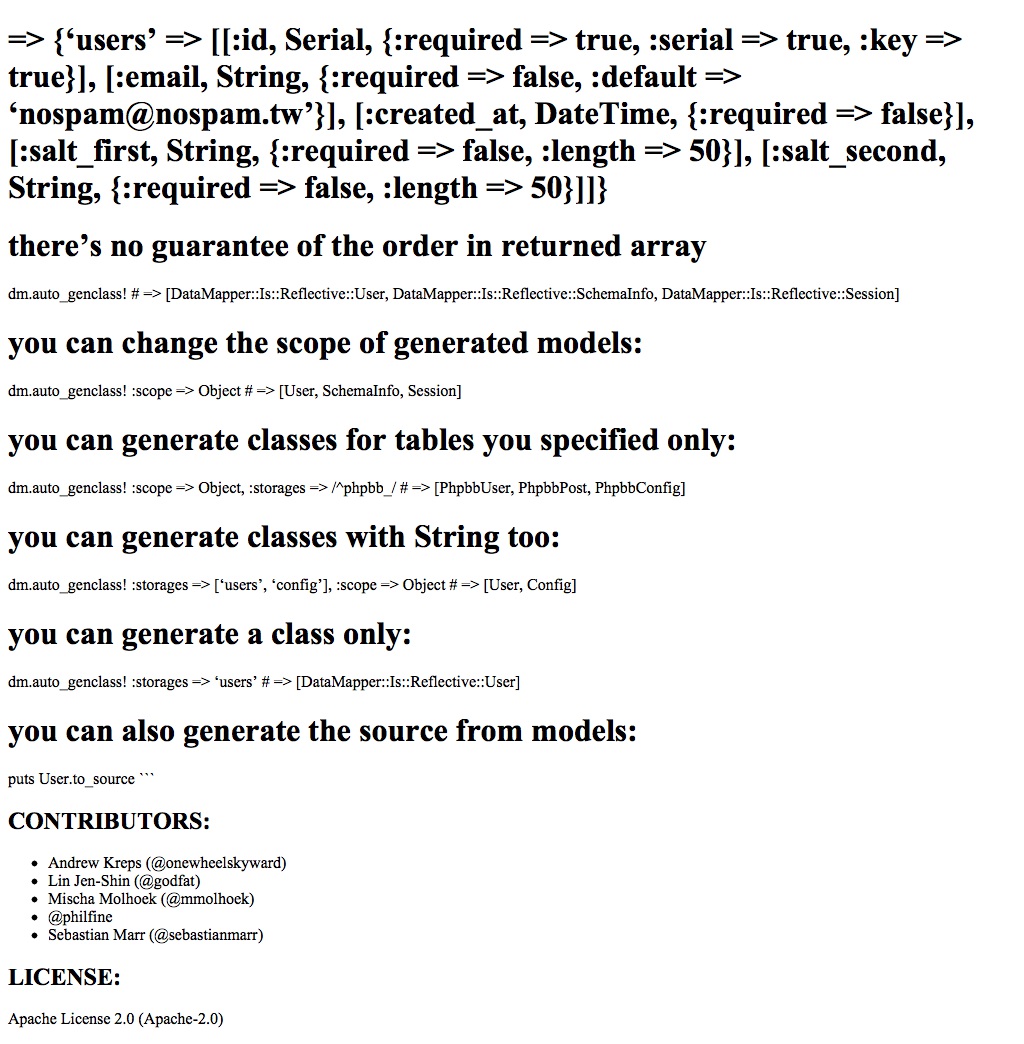 => {‘users’ => [[:id, Serial, {:required => true, :serial => true, :key =>
true}], [:email, String, {:required => false, :default =>
‘nospam@nospam.tw’}], [:created_at, DateTime, {:required => false}],
[:salt_first, String, {:required => false, :length => 50}], [:salt_second,
String, {:required => false, :length => 50}]]}
there’s no guarantee of the order in returned array
dm.auto_genclass! # => [DataMapper::Is::Reflective::User, DataMapper::Is::Reflective::SchemaInfo, DataMapper::Is::Reflective::Session]
you can change the scope of generated models:
dm.auto_genclass! :scope => Object # => [User, SchemaInfo, Session]
you can generate classes for tables you specified only:
dm.auto_genclass! :scope => Object, :storages => /^phpbb_/ # => [PhpbbUser, PhpbbPost, PhpbbConfig]
you can generate classes with String too:
dm.auto_genclass! :storages => [‘users’, ‘config’], :scope => Object # => [User, Config]
you can generate a class only:
dm.auto_genclass! :storages => ‘users’ # => [DataMapper::Is::Reflective::User]
you can also generate the source from models:
puts User.to_source ```
CONTRIBUTORS:
• Andrew Kreps (@onewheelskyward)
• Lin Jen-Shin (@godfat)
• Mischa Molhoek (@mmolhoek)
• @philfine
• Sebastian Marr (@sebastianmarr)
LICENSE:
Apache License 2.0 (Apache-2.0)